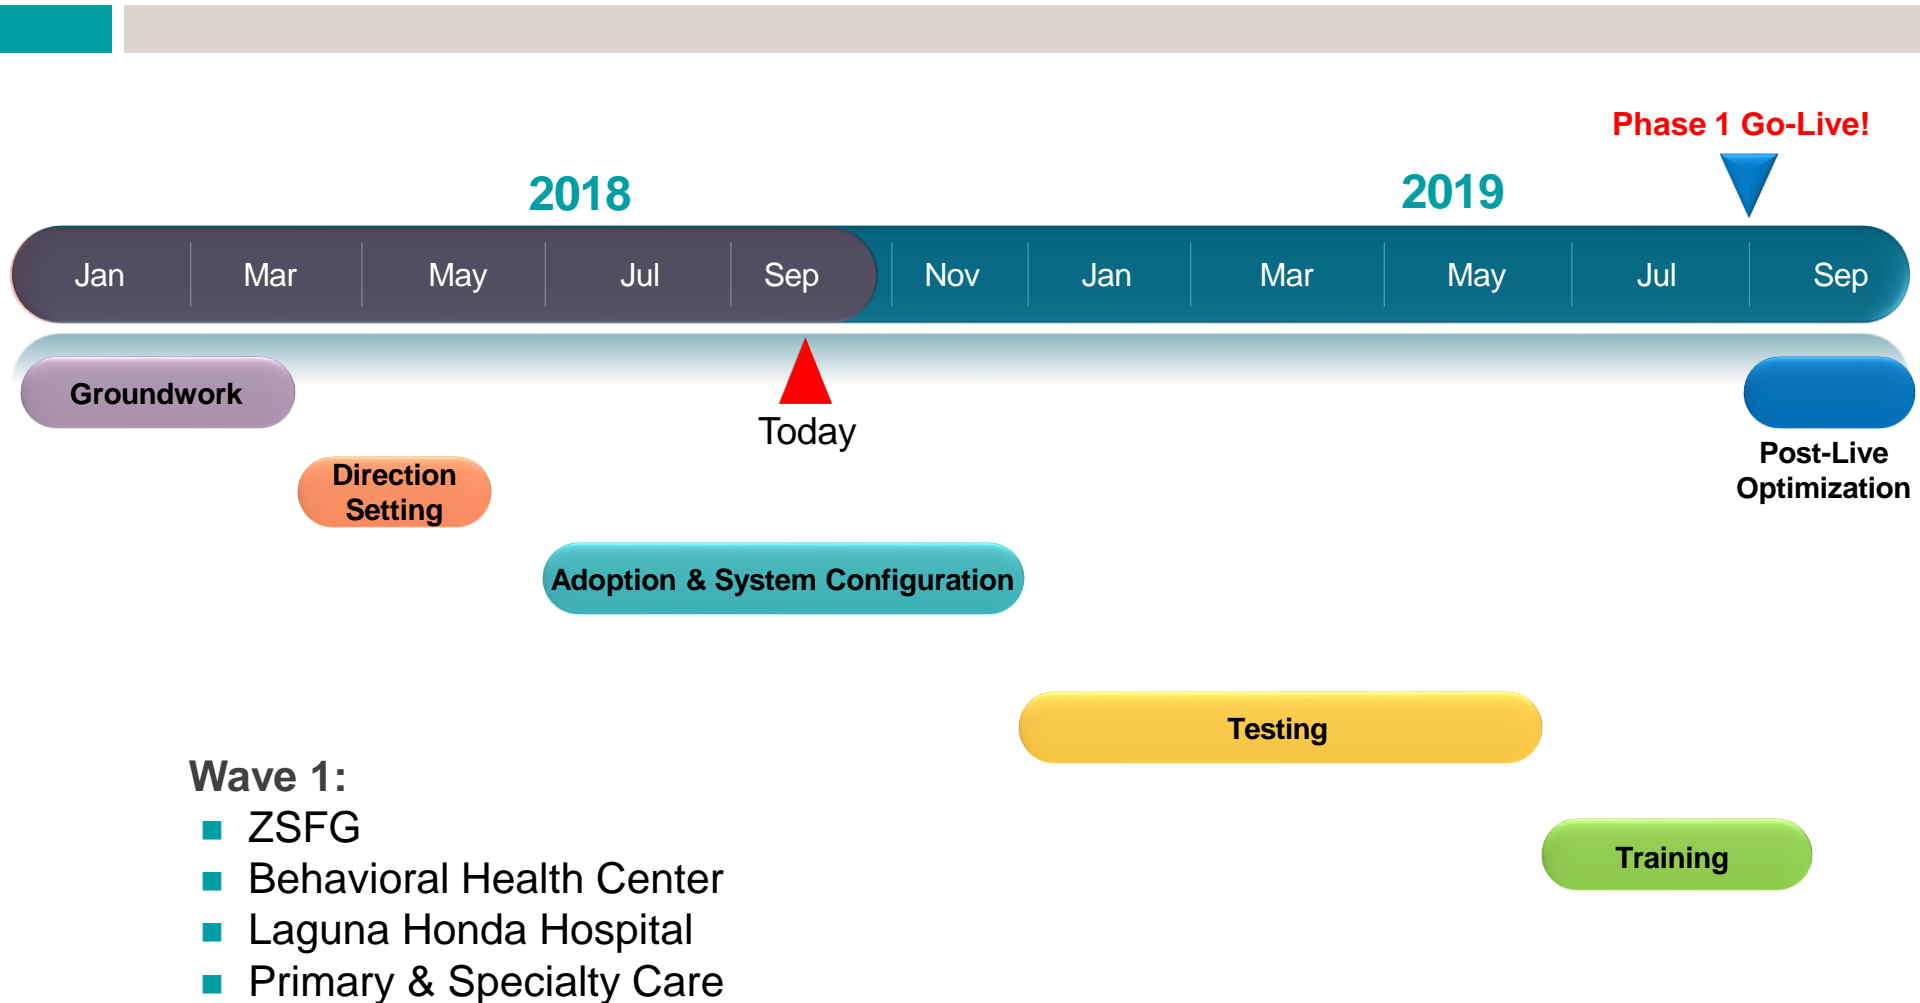 Phase 1 Go-Live!
2018
2019
Jan Mar May Jul Sep Nov Jan Mar May Jul Sep
Groundwork
Today
Direction
Setting
Post-Live
Optimization
Adoption & System Configuration
Testing
Training
Wave 1:
ZSFG
Behavioral Health Center
Laguna Honda Hospital
Primary & Specialty Care